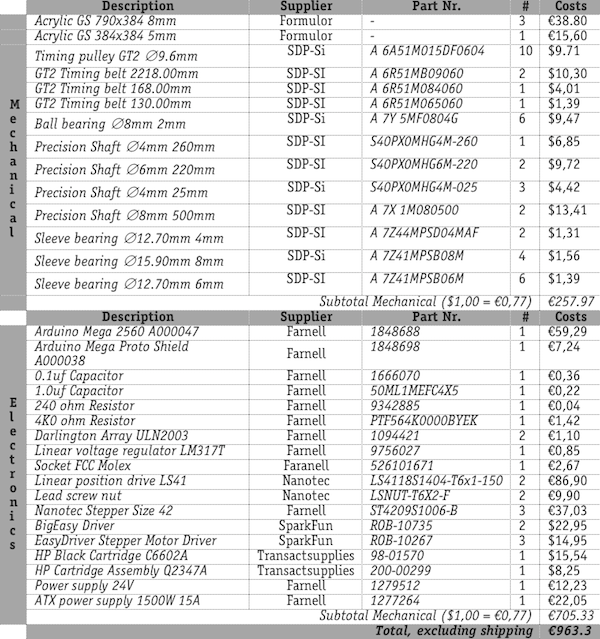 Description Supplier Part Nr. # Costs
Mechanical
Acrylic GS 790x384 8mm Formulor - 3 €38.80
Acrylic GS 384x384 5mm Formulor - 1 €15,60
Timing pulley GT2 ∅9.6mm SDP-Si A 6A51M015DF0604 10 $9.71
GT2 Timing belt 2218.00mm SDP-SI A 6R51MB09060 2 $10,30
GT2 Timing belt 168.00mm SDP-SI A 6R51M084060 1 $4,01
GT2 Timing belt 130.00mm SDP-SI A 6R51M065060 2 $1,39
Ball bearing ∅8mm 2mm SDP-Si A 7Y 5MF0804G 6 $9,47
Precision Shaft ∅4mm 260mm SDP-SI S40PX0MHG4M-260 1 $6,85
Precision Shaft ∅6mm 220mm SDP-SI S40PX0MHG6M-220 2 $9,72
Precision Shaft ∅4mm 25mm SDP-Si S40PX0MHG4M-025 3 $4,42
Precision Shaft ∅8mm 500mm SDP-SI A 7X 1M080500 2 $13,41
Sleeve bearing ∅12.70mm 4mm SDP-SI A 7Z44MPSD04MAF 2 $1,31
Sleeve bearing ∅15.90mm 8mm SDP-Si A 7Z41MPSB08M 4 $1,56
Sleeve bearing ∅12.70mm 6mm SDP-SI A 7Z41MPSB06M 6 $1,39
Subtotal Mechanical ($1,00 = €0,77) €257.97
Description Supplier Part Nr. # Costs
Electronics
Arduino Mega 2560 A000047 Farnell 1848688 1 €59,29
Arduino Mega Proto Shield
A000038 Farnell 1848698 1 €7,24
0.1uf Capacitor Farnell 1666070 1 €0,36
1.0uf Capacitor Farnell 50ML1MEFC4X5 1 €0,22
240 ohm Resistor Farnell 9342885 1 €0,04
4K0 ohm Resistor Farnell PTF564K0000BYEK 1 €1,42
Darlington Array ULN2003 Farnell 1094421 2 €1,10
Linear voltage regulator LM317T Farnell 9756027 1 €0,85
Socket FCC Molex Faranell 526101671 1 €2,67
Linear position drive LS41 Nanotec LS4118S1404-T6x1-150 2 €86,90
Lead screw nut Nanotec LSNUT-T6X2-F 2 €9,90
Nanotec Stepper Size 42 Farnell ST4209S1006-B 3 €37,03
BigEasy Driver SparkFun ROB-10735 2 $22,95
EasyDriver Stepper Motor Driver SparkFun ROB-10267 3 $14,95
HP Black Cartridge C6602A Transactsupplies 98-01570 1 $15,54
HP Cartridge Assembly Q2347A Transactsupplies 200-00299 1 $8,25
Power supply 24V Farnell 1279512 1 €12,23
ATX power supply 1500W 15A Farnell 1277264 1 €22,05
Subtotal Mechanical ($1,00 = €0,77) €705.33
Total, excluding shipping €963.3